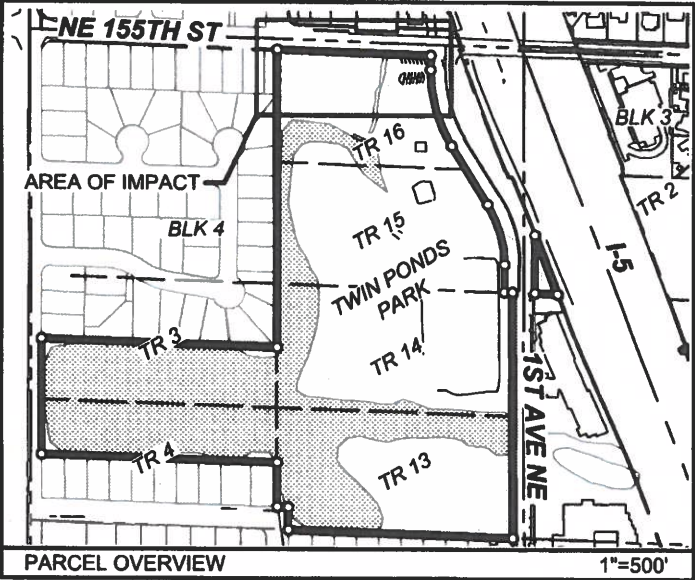 NE 155TH ST
BLK 3
TR 16
AREA OF IMPACT
TR 2
BLK 4
TR 15
I-5
TWIN PONDS
PARK
TR 3
TR 14
1ST AVE NE
TR 4
TR 13
PARCEL OVERVIEW
1"=500'